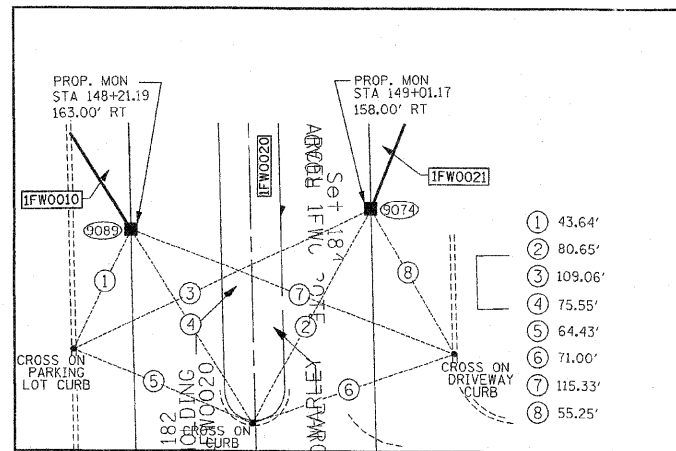 PROP. MON
STA 148+21.19
163.00' RT
PROP. MON
STA 149+01.17
158.00' RT
1FW0010
1FW0020
1FW0021
9089
9074
Set 18"
1
2
3
4
5
6
7
8
CROSS ON
PARKING
LOT CURB
CROSS ON
CURB
CROSS ON
DRIVEWAY
CURB
182
1 43.64'
2 80.65'
3 109.06'
4 75.55'
5 64.43'
6 71.00'
7 115.33'
8 55.25'